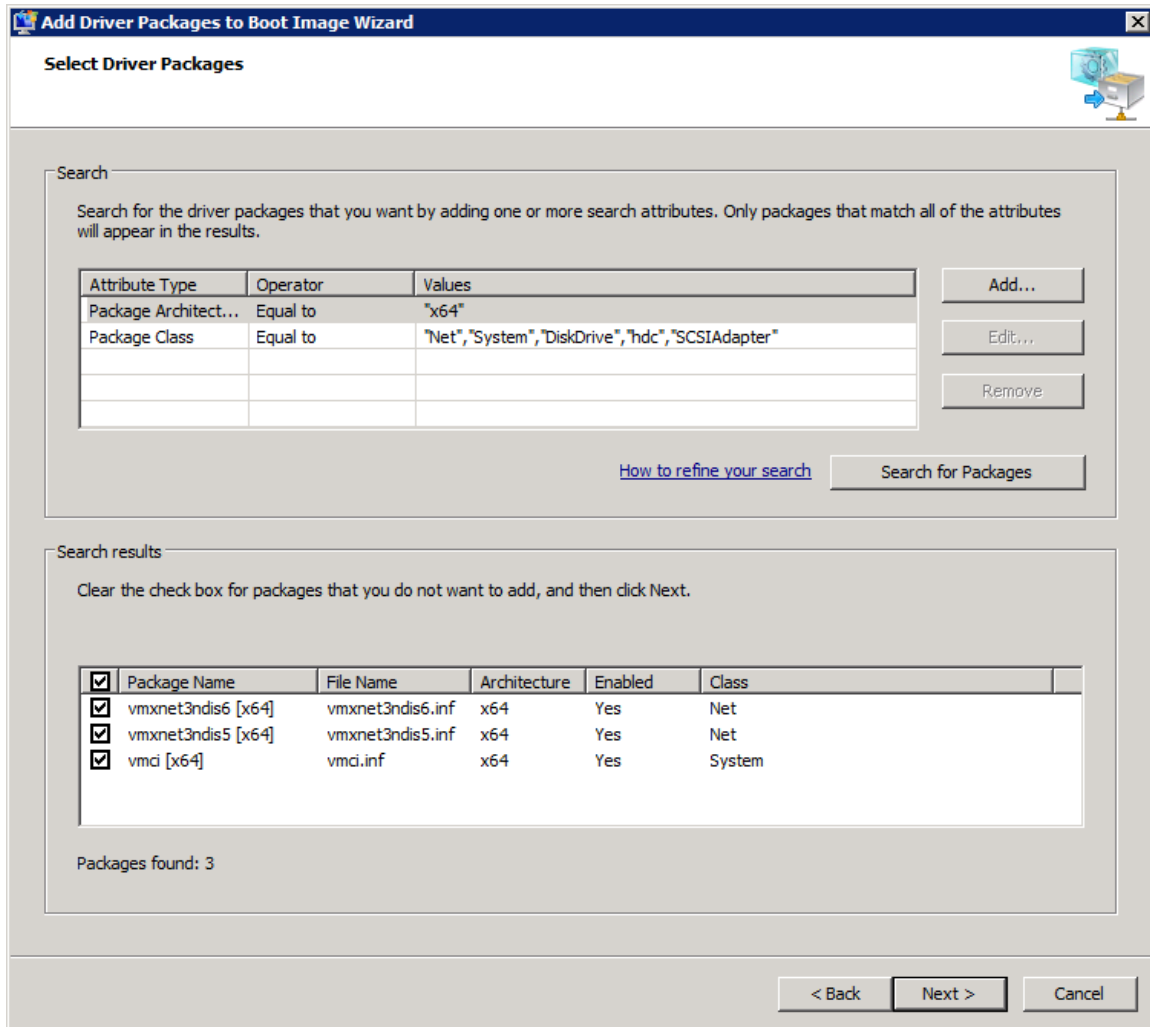 Add Driver Packages to Boot Image Wizard
Select Driver Packages
Search
Search for the driver packages that you want by adding one or more search attributes. Only packages that match all of the attributes
will appear in the results.
Attribute Type Operator Values
Package Architect... Equal to "x64"
Package Class Equal to "Net","System","DiskDrive","hdc","SCSIAdapter"
Add...
Edit...
Remove
How to refine your search Search for Packages
Search results
Clear the check box for packages that you do not want to add, and then click Next.
Package Name File Name Architecture Enabled Class
vmxnet3ndis6 [x64] vmxnet3ndis6.inf x64 Yes Net
vmxnet3ndis5 [x64] vmxnet3ndis5.inf x64 Yes Net
vmci [x64] vmci.inf x64 Yes System
Packages found: 3
< Back Next > Cancel